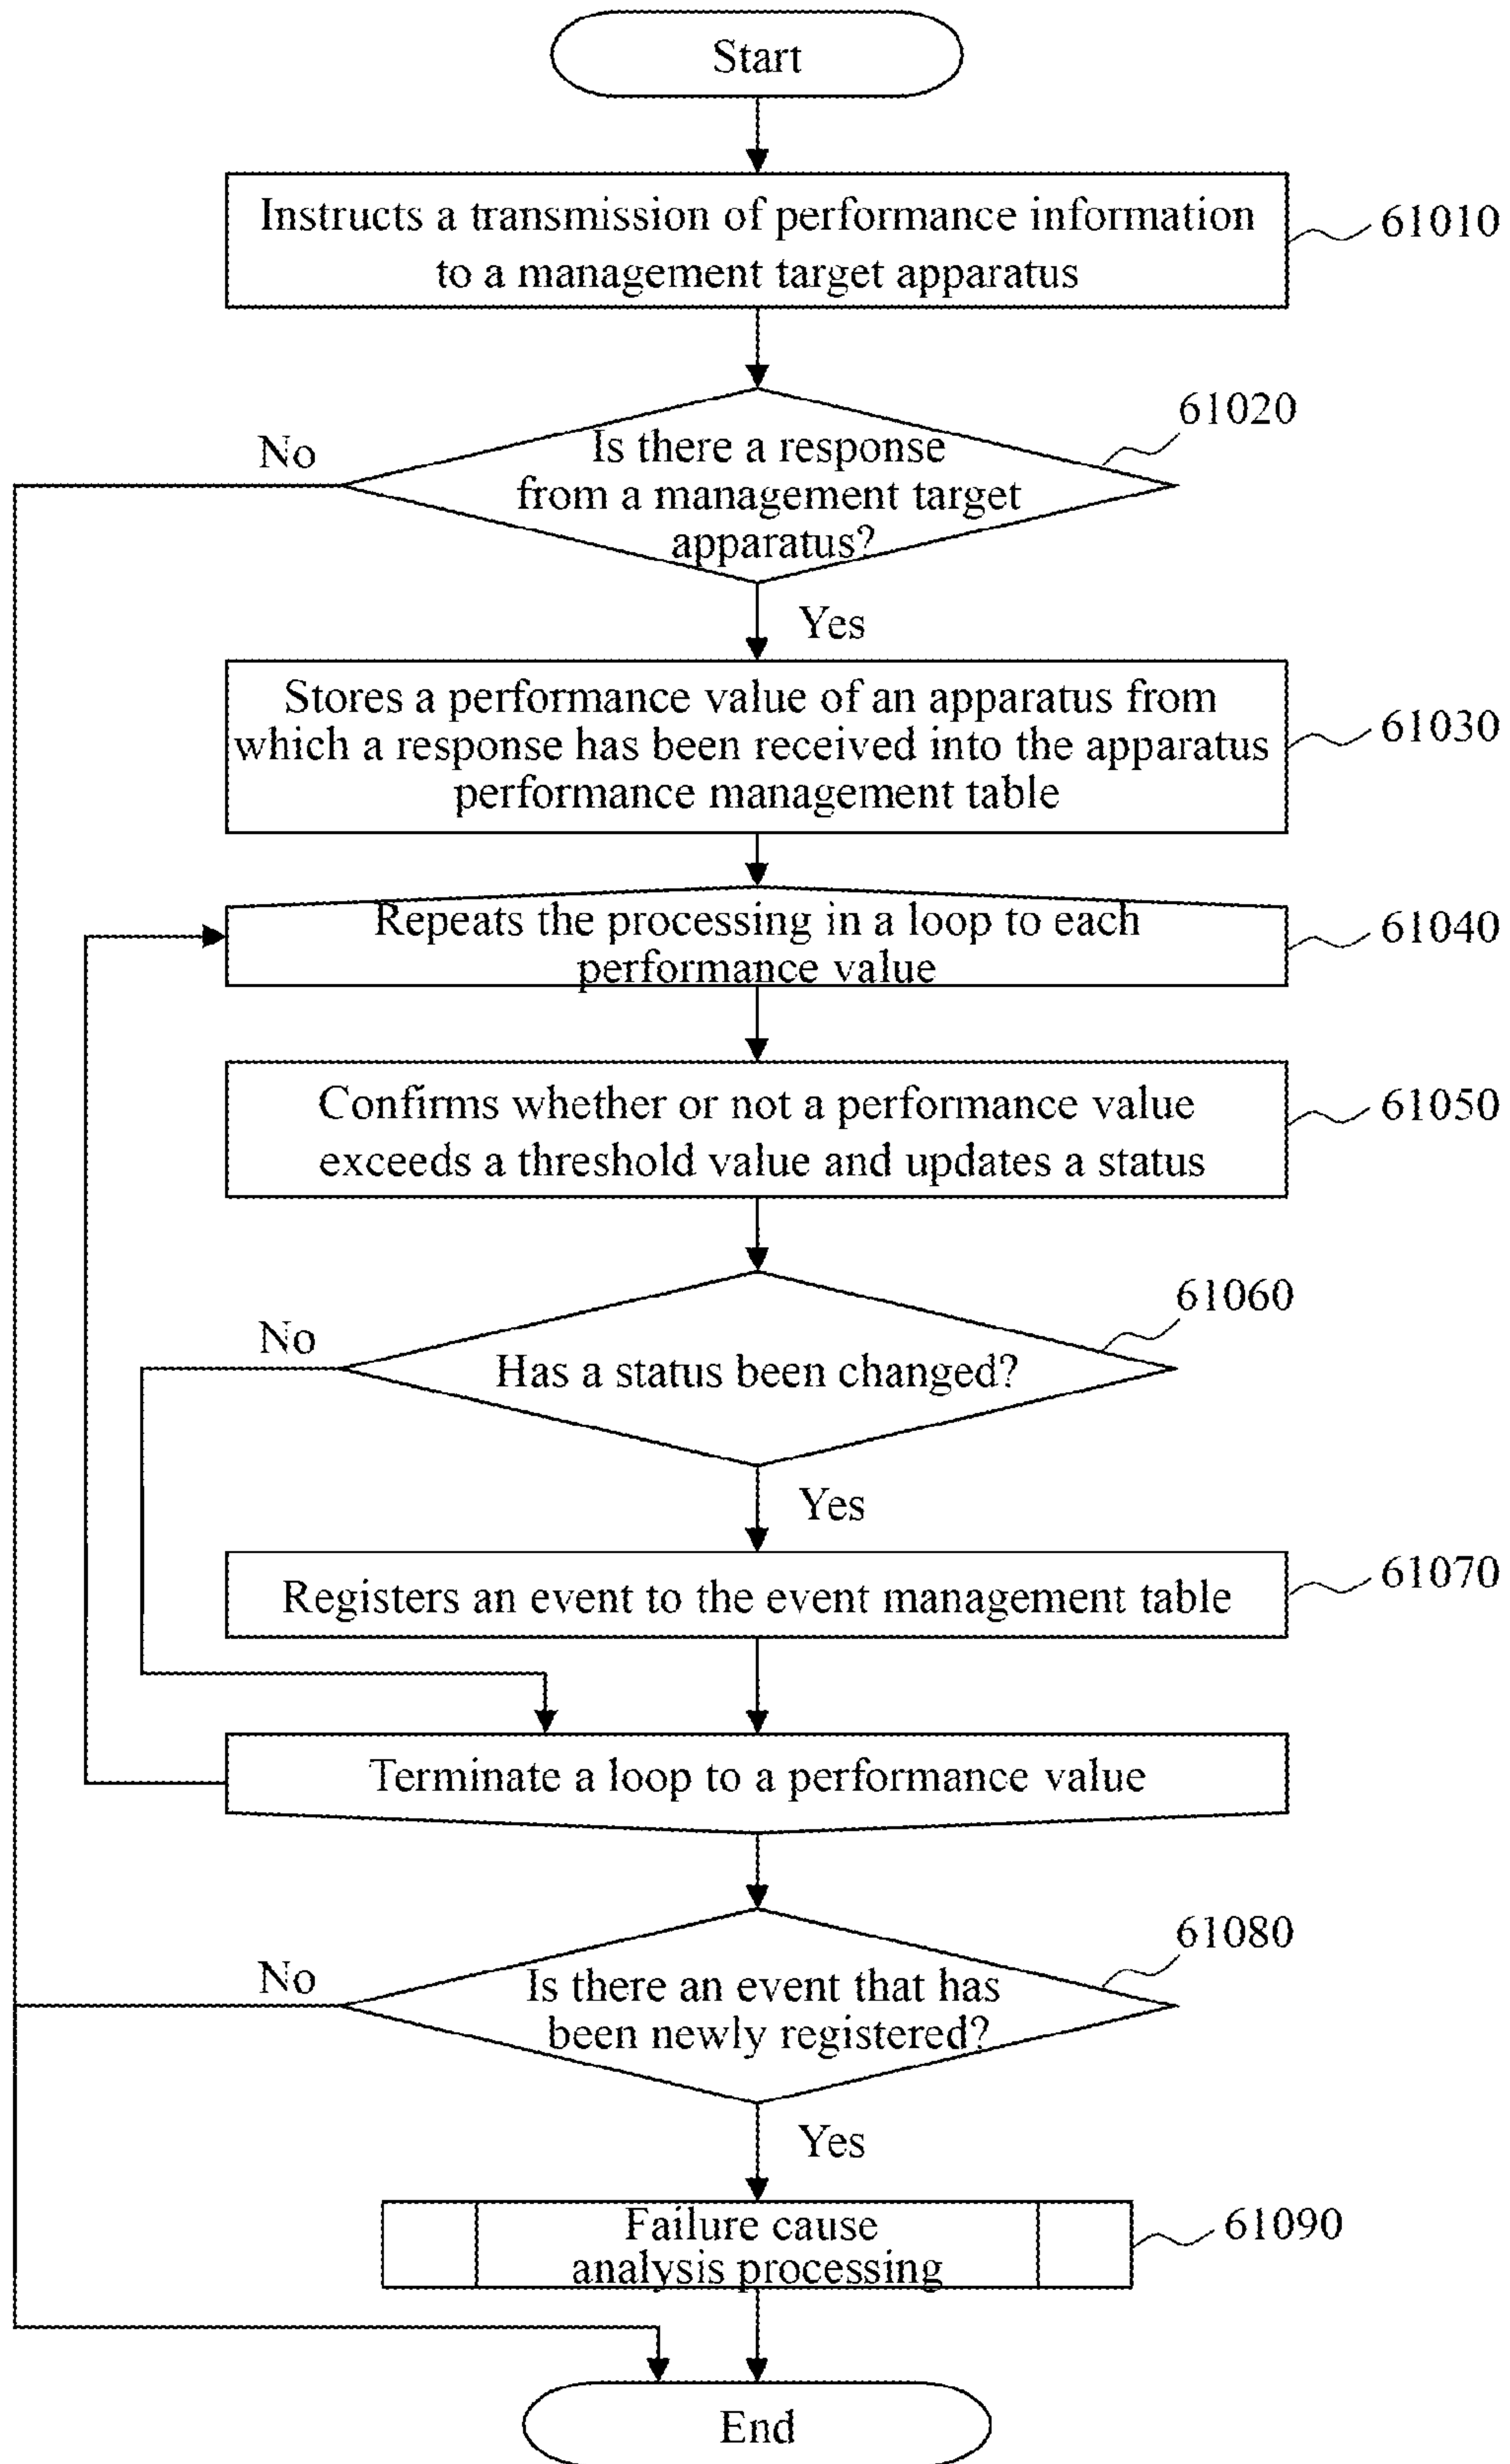 Start
Instructs a transmission of performance information
to a management target apparatus
61010
61020
No
Is there a response
from a management target
apparatus?
Yes
Stores a performance value of an apparatus from
which a response has been received into the apparatus
performance management table
61030
Repeats the processing in a loop to each
performance value
61040
Confirms whether or not a performance value
exceeds a threshold value and updates a status
61050
61060
No
Has a status been changed?
Yes
Registers an event to the event management table
61070
Terminate a loop to a performance value
61080
No
Is there an event that has
been newly registered?
Yes
Failure cause
analysis processing
61090
End